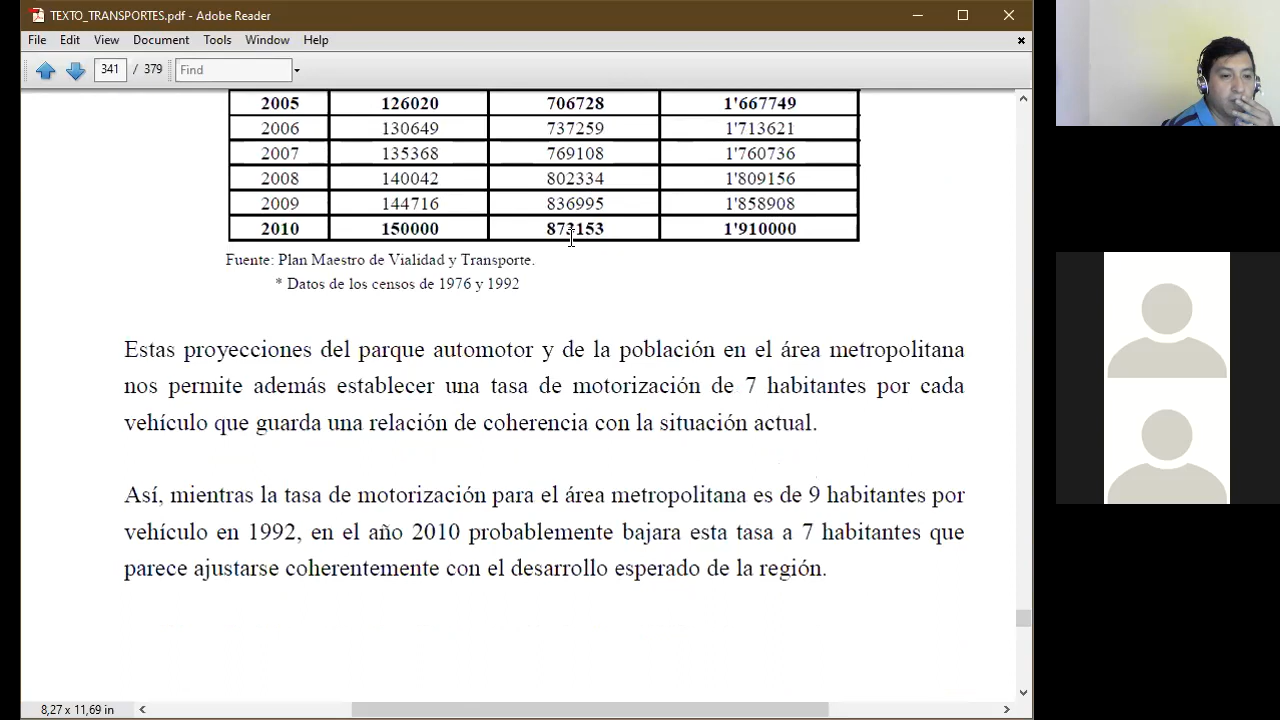 TEXTO_TRANSPORTES.pdf - Adobe Reader
File Edit View Document Tools Window Help
341 / 379 Find
2005 126020 706728 1'667749
2006 130649 737259 1'713621
2007 135368 769108 1'760736
2008 140042 802334 1'809156
2009 144716 836995 1'858908
2010 150000 873153 1'910000
Fuente: Plan Maestro de Vialidad y Transporte.
* Datos de los censos de 1976 y 1992
Estas proyecciones del parque automotor y de la población en el área metropolitana
nos permite además establecer una tasa de motorización de 7 habitantes por cada
vehículo que guarda una relación de coherencia con la situación actual.
Así, mientras la tasa de motorización para el área metropolitana es de 9 habitantes por
vehículo en 1992, en el año 2010 probablemente bajara esta tasa a 7 habitantes que
parece ajustarse coherentemente con el desarrollo esperado de la región.
8,27 x 11,69 in